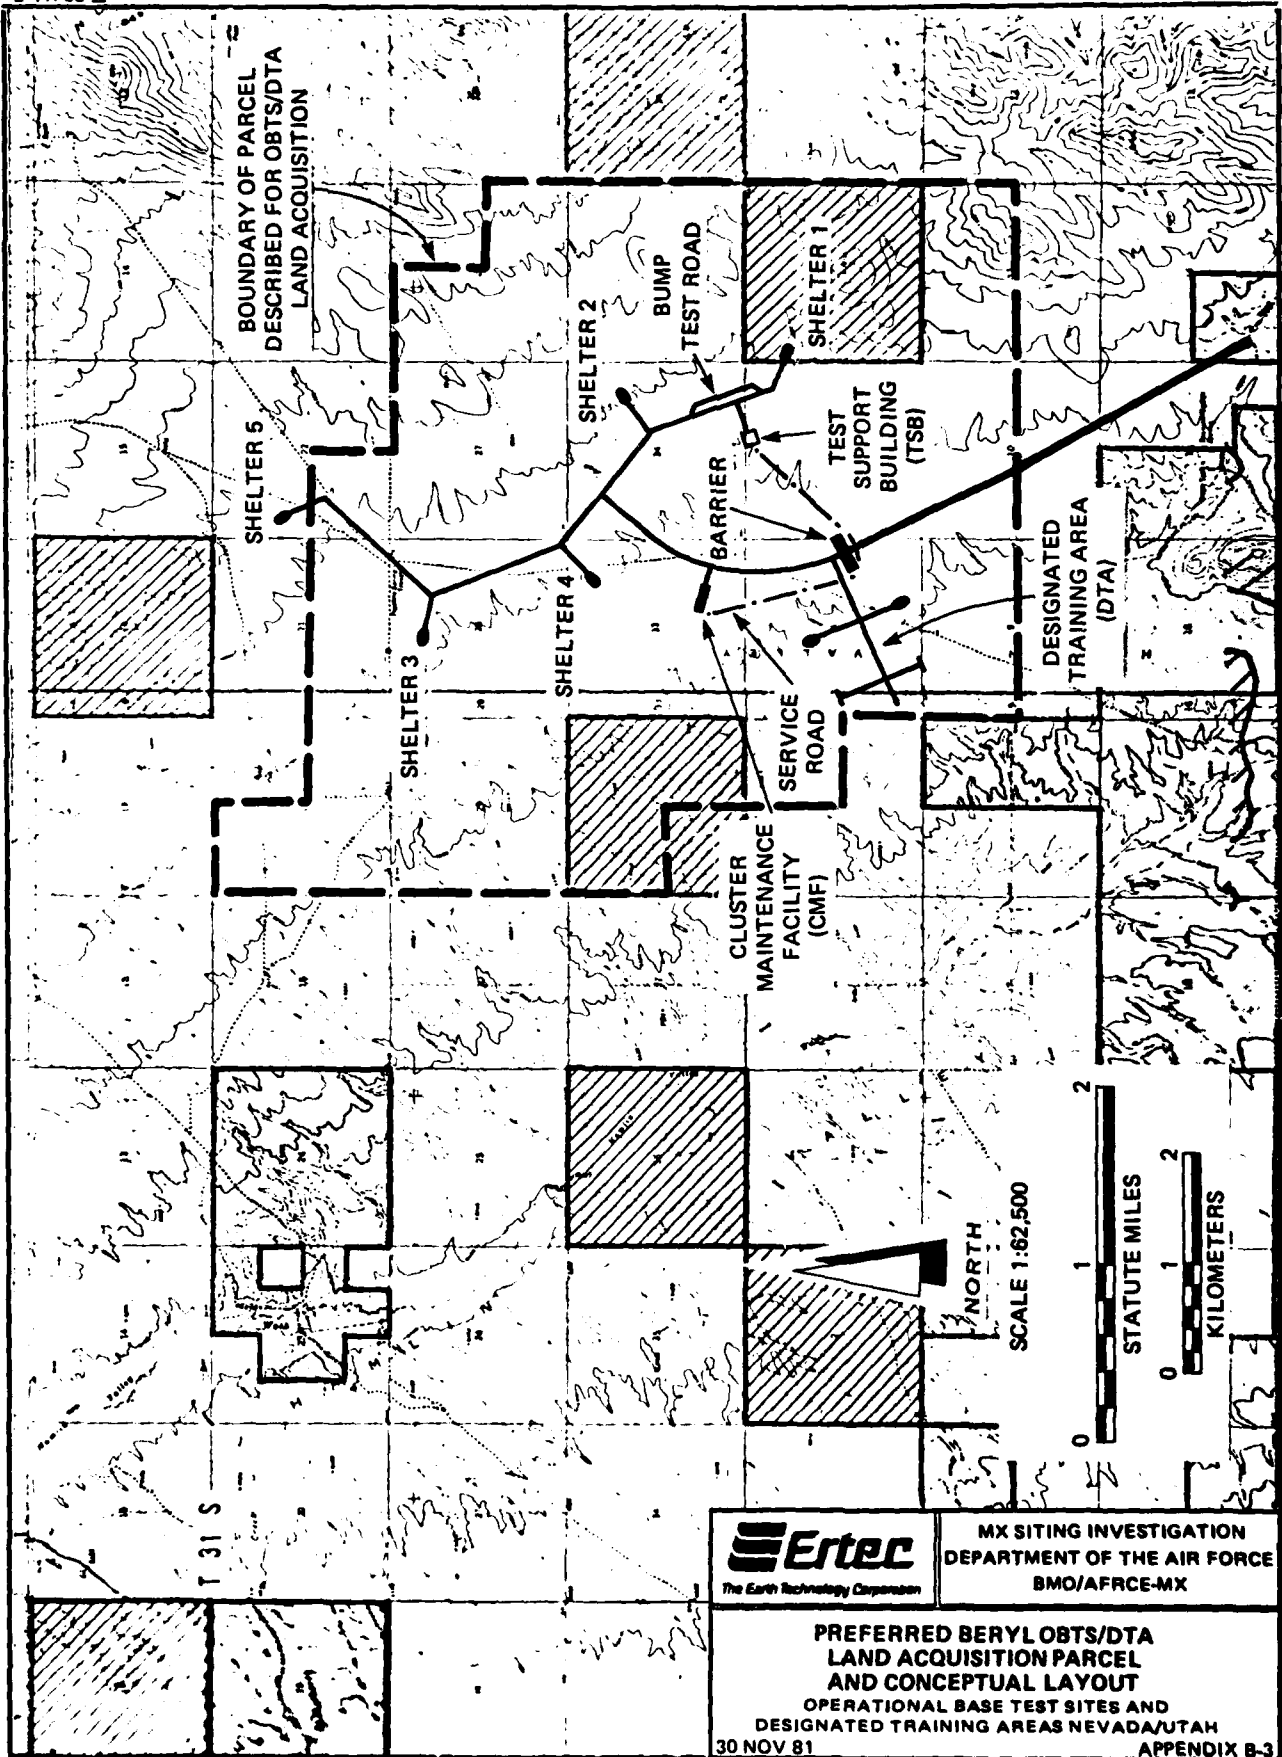 BOUNDARY OF PARCEL
DESCRIBED FOR OBTS/DTA
LAND ACQUISITION
SHELTER 5
SHELTER 2
BUMP
TEST ROAD
SHELTER 1
SHELTER 3
SHELTER 4
BARRIER
TEST
SUPPORT
BUILDING
(TSB)
CLUSTER
MAINTENANCE
FACILITY
(CMF)
SERVICE
ROAD
DESIGNATED
TRAINING AREA
(DTA)
T 31 S
NORTH
SCALE 1:62,500
0 1 2
STATUTE MILES
0 1 2
KILOMETERS
Ertec
The Earth Technology Corporation
MX SITING INVESTIGATION
DEPARTMENT OF THE AIR FORCE
BMO/AFRCE-MX
PREFERRED BERYL OBTS/DTA
LAND ACQUISITION PARCEL
AND CONCEPTUAL LAYOUT
OPERATIONAL BASE TEST SITES AND
DESIGNATED TRAINING AREAS NEVADA/UTAH
30 NOV 81
APPENDIX B-3